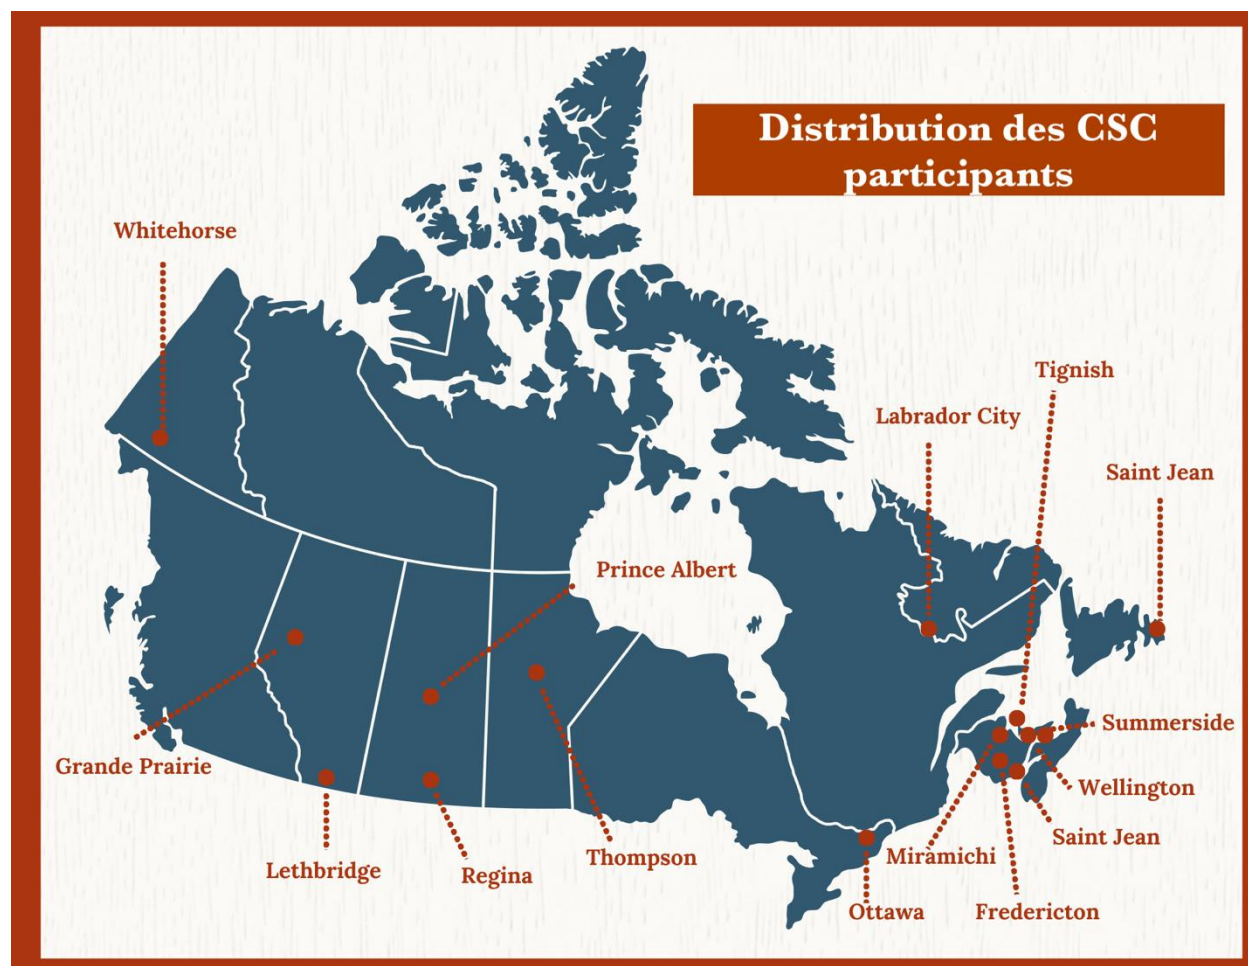 Distribution des CSC
participants
Whitehorse
Tignish
Labrador City
Saint Jean
Prince Albert
Summerside
Grande Prairie
Wellington
Saint Jean
Miramichi
Thompson
Lethbridge
Regina
Ottawa
Fredericton